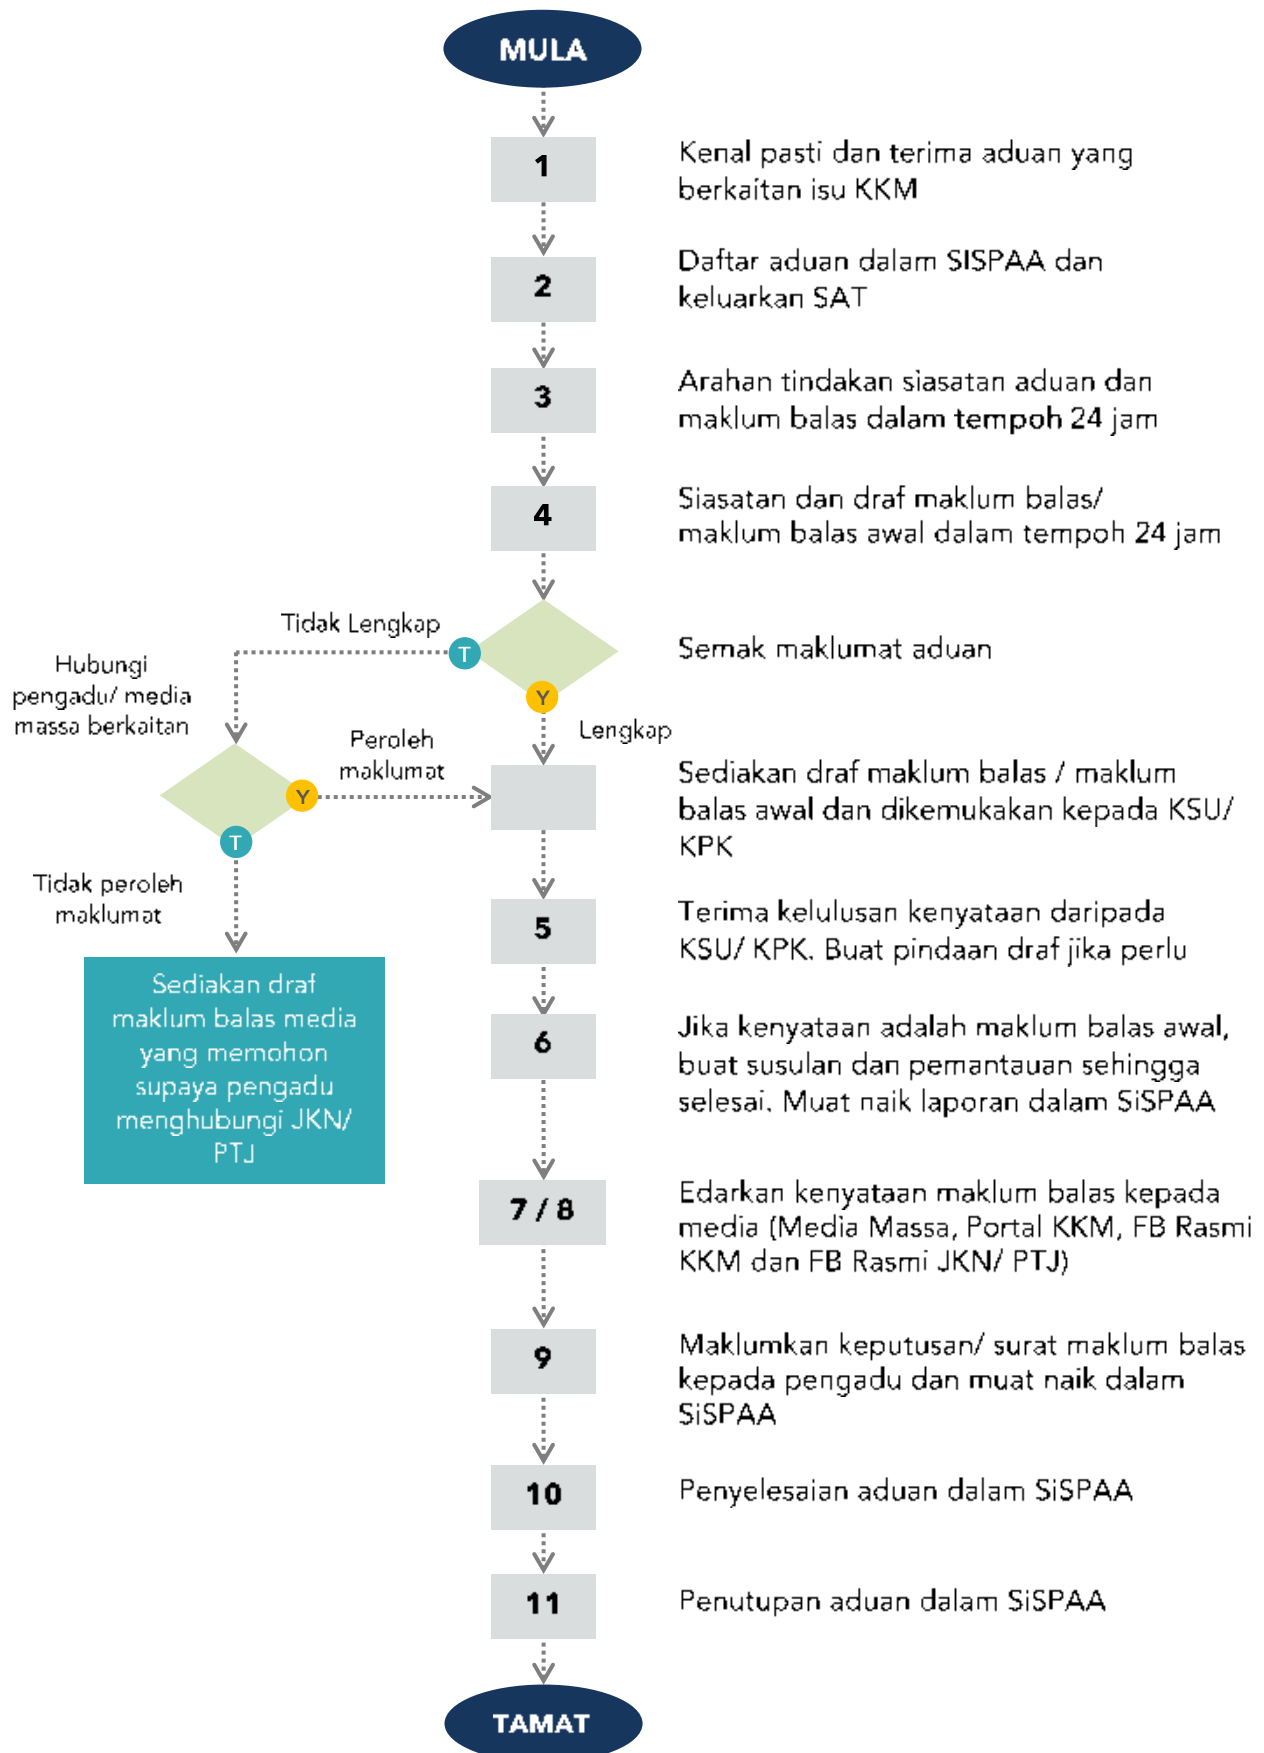 MULA
1
Kenal pasti dan terima aduan yang
berkaitan isu KKM
2
Daftar aduan dalam SISPAA dan
keluarkan SAT
3
Arahan tindakan siasatan aduan dan
maklum balas dalam tempoh 24 jam
4
Siasatan dan draf maklum balas/
maklum balas awal dalam tempoh 24 jam
Tidak Lengkap
T
Semak maklumat aduan
Y
Lengkap
Hubungi
pengadu/ media
massa berkaitan
Peroleh
maklumat
Y
T
Sediakan draf maklum balas / maklum
balas awal dan dikemukakan kepada KSU/
KPK
Tidak peroleh
maklumat
Sediakan draf
maklum balas media
yang memohon
supaya pengadu
menghubungi JKN/
PTJ
5
Terima kelulusan kenyataan daripada
KSU/ KPK. Buat pindaan draf jika perlu
6
Jika kenyataan adalah maklum balas awal,
buat susulan dan pemantauan sehingga
selesai. Muat naik laporan dalam SiSPAA
7 / 8
Edarkan kenyataan maklum balas kepada
media (Media Massa, Portal KKM, FB Rasmi
KKM dan FB Rasmi JKN/ PTJ)
9
Maklumkan keputusan/ surat maklum balas
kepada pengadu dan muat naik dalam
SiSPAA
10
Penyelesaian aduan dalam SiSPAA
11
Penutupan aduan dalam SiSPAA
TAMAT